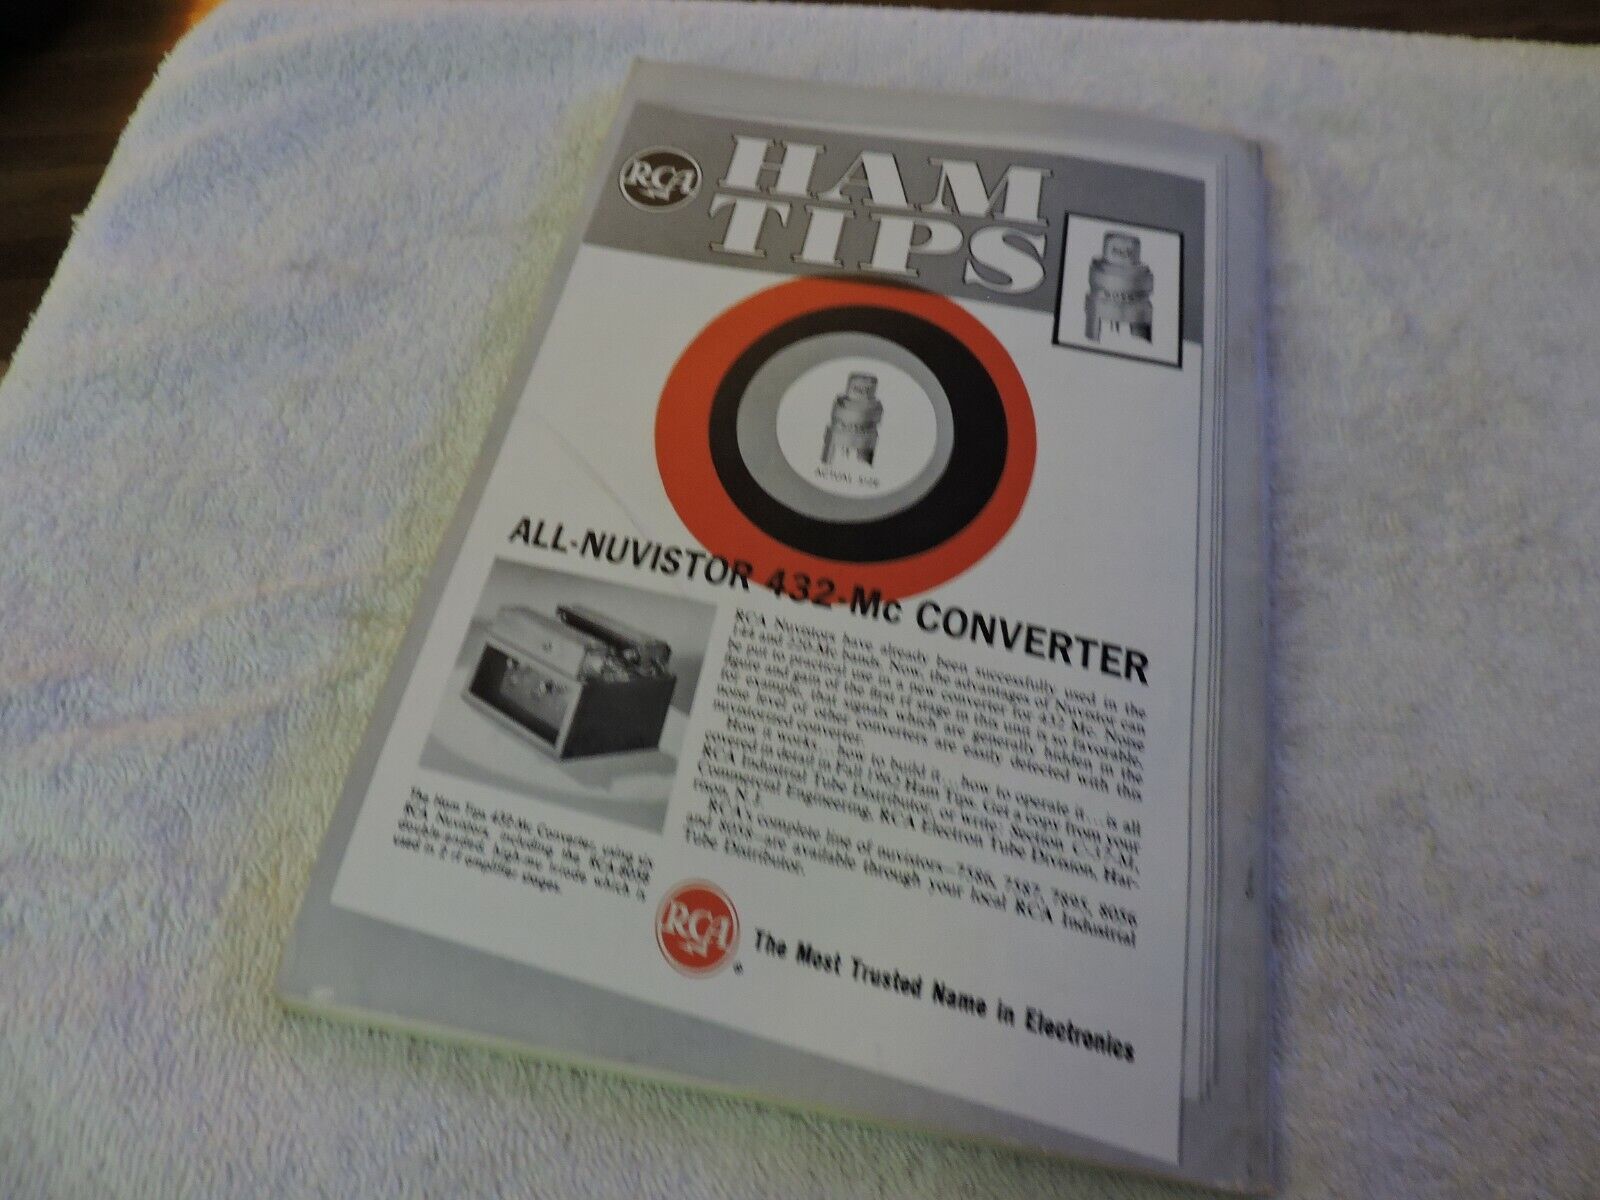 RCA
HAM
TIPS
ACTUAL SIZE
ALL-NUVISTOR 432-Mc CONVERTER
RCA Nuvistors have already been successfully used in the
144 and 220-Mc bands. Now, the advantages of Nuvistor can
be put to practical use in a new converter for 432 Mc. Noise
figure and gain of the first rf stage in this unit is so favorable,
for example, that signals which are generally hidden in the
noise level of other converters are easily detected with this
nuvistorized converter.
How it works... how to build it... how to operate it... is all
covered in detail in Fall 1962 Ham Tips. Get a copy from your
RCA Industrial Tube Distributor, or write: Section
Commercial Engineering, RCA Electron Tube Division, Har-
rison, N. J.
RCA's complete line of nuvistors—7586, 7587, 7895, 8056
and 8058—are available through your local RCA Industrial
Tube Distributor.
The Ham Tips 432-Mc Converter, using six
RCA Nuvistors, including the RCA-8058
double-ended, high-mu triode which is
used in 2 rf amplifier stages.
RCA
®
The Most Trusted Name in Electronics